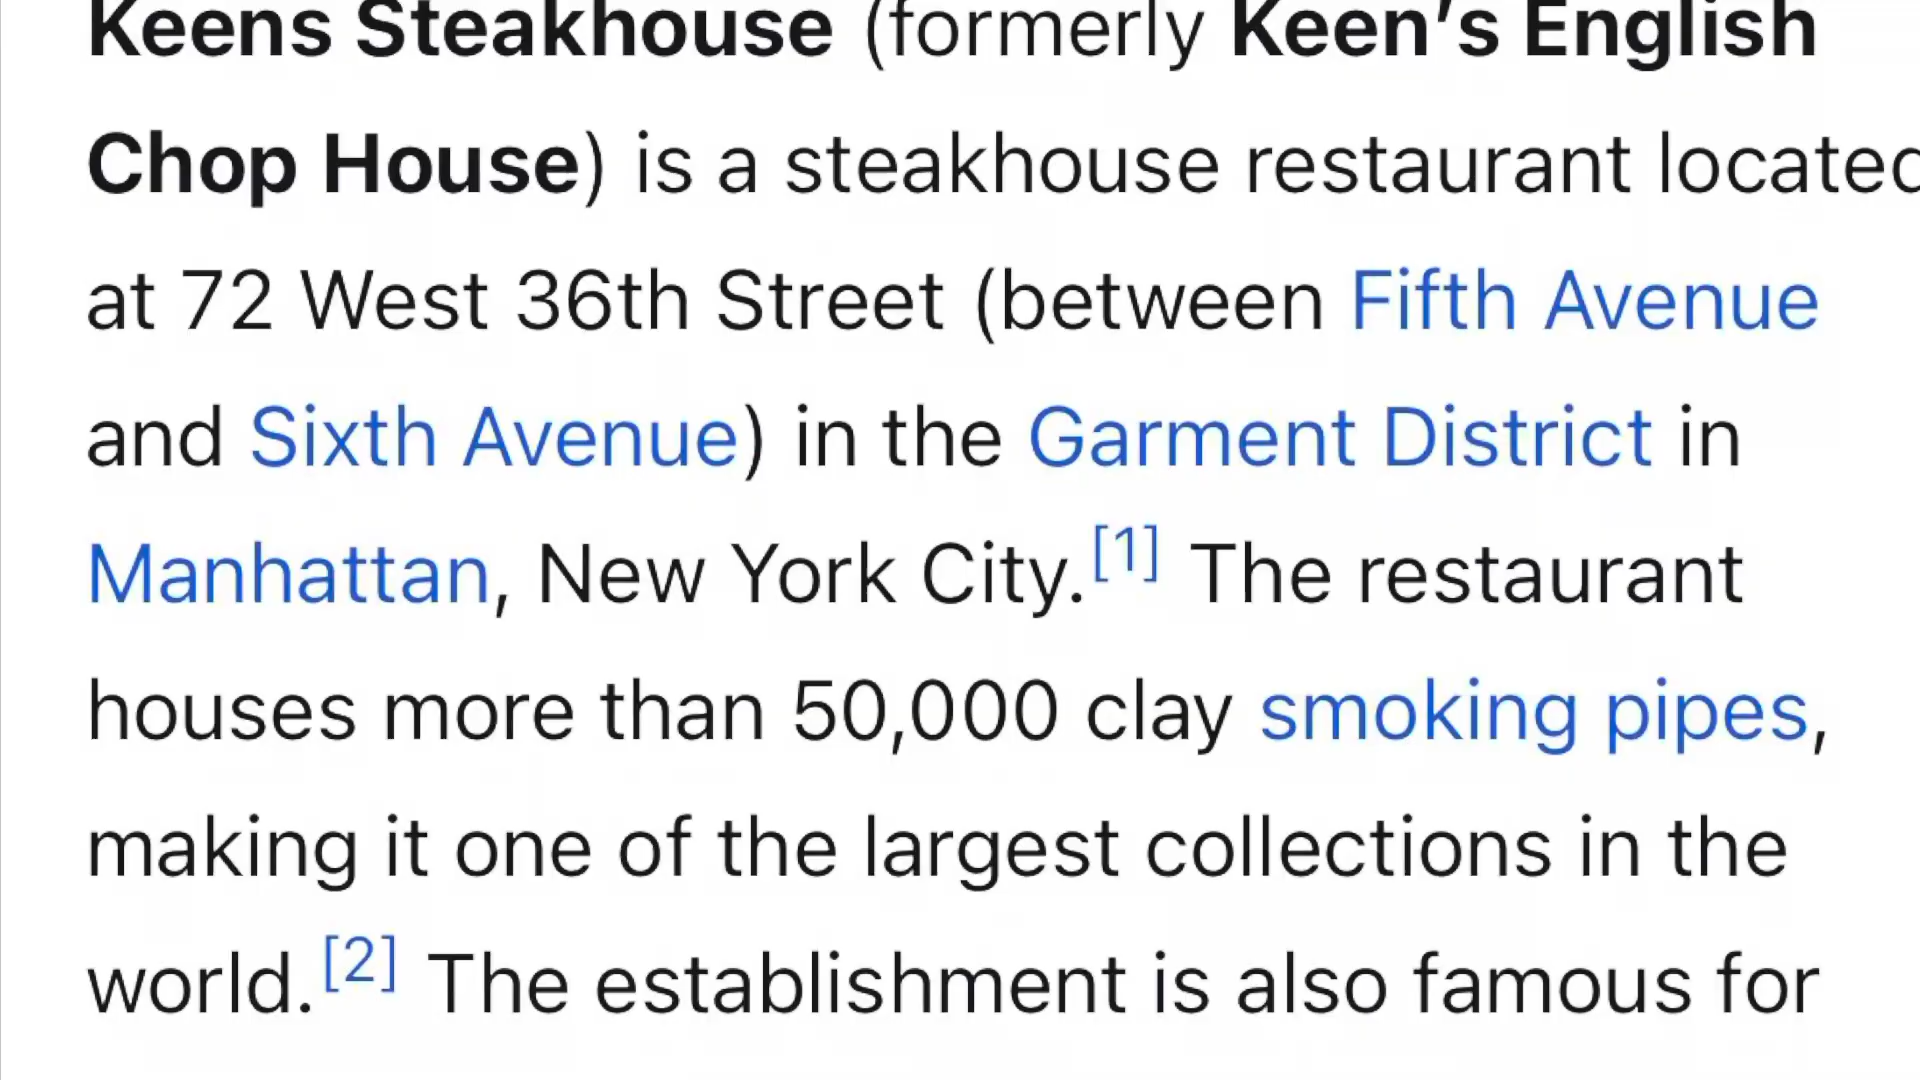 Keens Steakhouse (formerly Keen's English
Chop House) is a steakhouse restaurant located
at 72 West 36th Street (between Fifth Avenue
and Sixth Avenue) in the Garment District in
Manhattan, New York City.[1] The restaurant
houses more than 50,000 clay smoking pipes,
making it one of the largest collections in the
world.[2] The establishment is also famous for